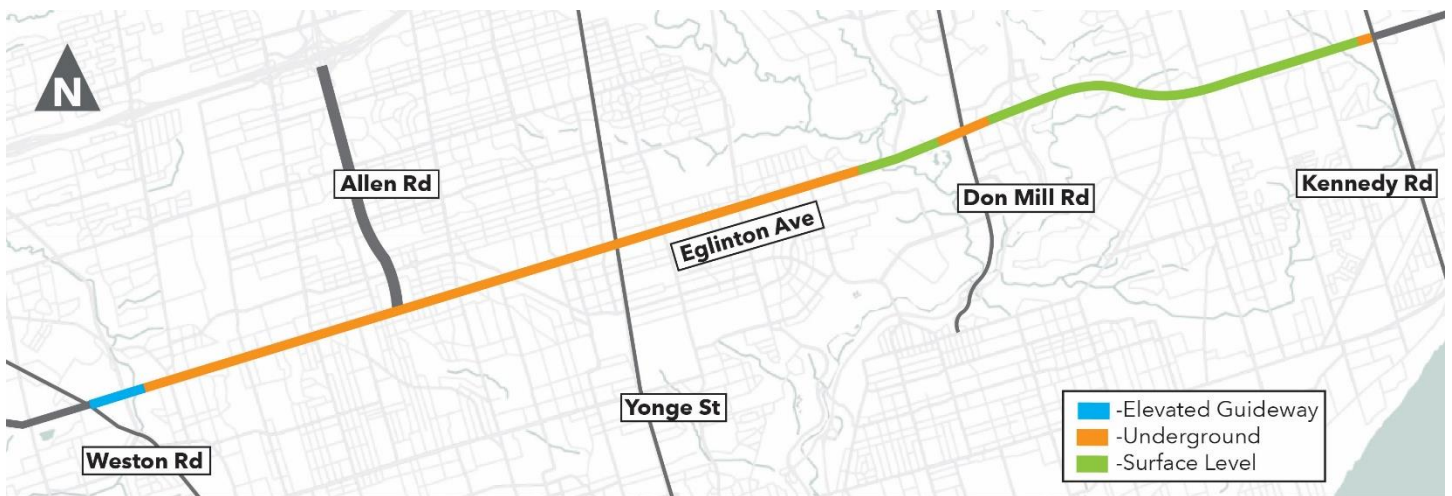 N
Allen Rd
Don Mill Rd
Kennedy Rd
Eglinton Ave
Yonge St
Weston Rd
-Elevated Guideway
-Underground
-Surface Level